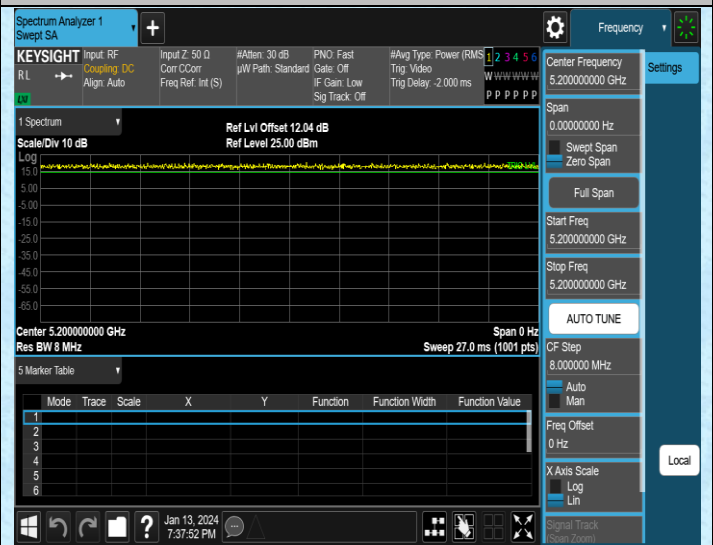 Spectrum Analyzer 1
Swept SA
Frequency
KEYSIGHT
RL
LXI
Input: RF
Coupling: DC
Align: Auto
Input Z: 50 Ω
Corr CCorr
Freq Ref: Int (S)
#Atten: 30 dB
µW Path: Standard
PNO: Fast
Gate: Off
IF Gain: Low
Sig Track: Off
#Avg Type: Power (RMS
Trig: Video
Trig Delay: -2.000 ms
1 2 3 4 5 6
W W W W W W
P P P P P P
Center Frequency
5.200000000 GHz
Settings
Span
0.00000000 Hz
Swept Span
Zero Span
Full Span
Start Freq
5.200000000 GHz
Stop Freq
5.200000000 GHz
AUTO TUNE
CF Step
8.000000 MHz
Auto
Man
Freq Offset
0 Hz
X Axis Scale
Log
Lin
Signal Track
(Span Zoom)
Local
1 Spectrum
Scale/Div 10 dB
Ref Lvl Offset 12.04 dB
Ref Level 25.00 dBm
Log
15.0
5.00
-5.00
-15.0
-25.0
-35.0
-45.0
-55.0
-65.0
Center 5.200000000 GHz
Span 0 Hz
Res BW 8 MHz
Sweep 27.0 ms (1001 pts)
5 Marker Table
Mode Trace Scale X Y Function Function Width Function Value
1
2
3
4
5
6
?
Jan 13, 2024
7:37:52 PM